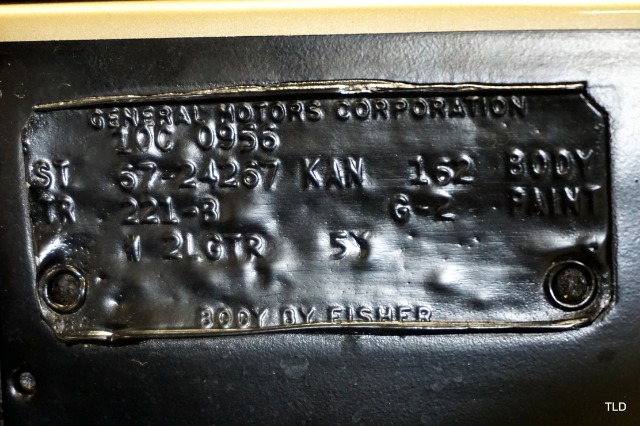 GENERAL MOTORS CORPORATION
10C 0956
ST 67-24267 KAN 162 BODY
TR 221-B G-2 PAINT
W 2LGTR 5Y
BODY BY FISHER
TLD